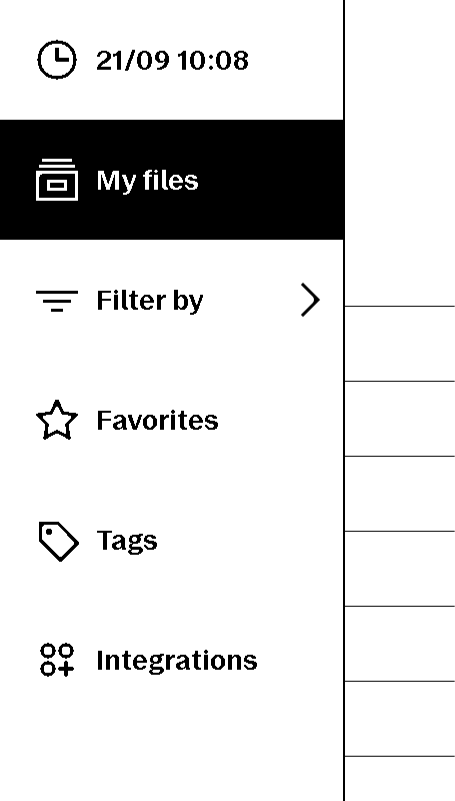 21/09 10:08
My files
Filter by
Favorites
Tags
Integrations